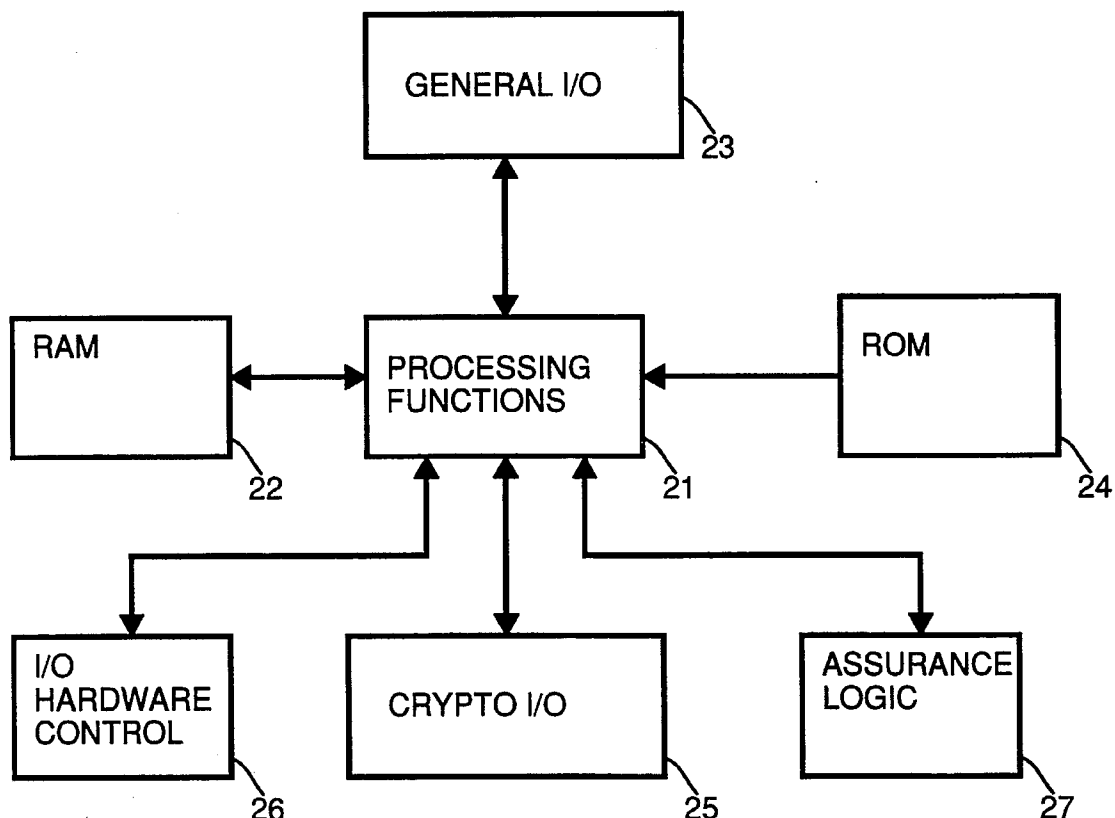 GENERAL I/O
23
RAM
22
PROCESSING
FUNCTIONS
21
ROM
24
I/O
HARDWARE
CONTROL
26
CRYPTO I/O
25
ASSURANCE
LOGIC
27